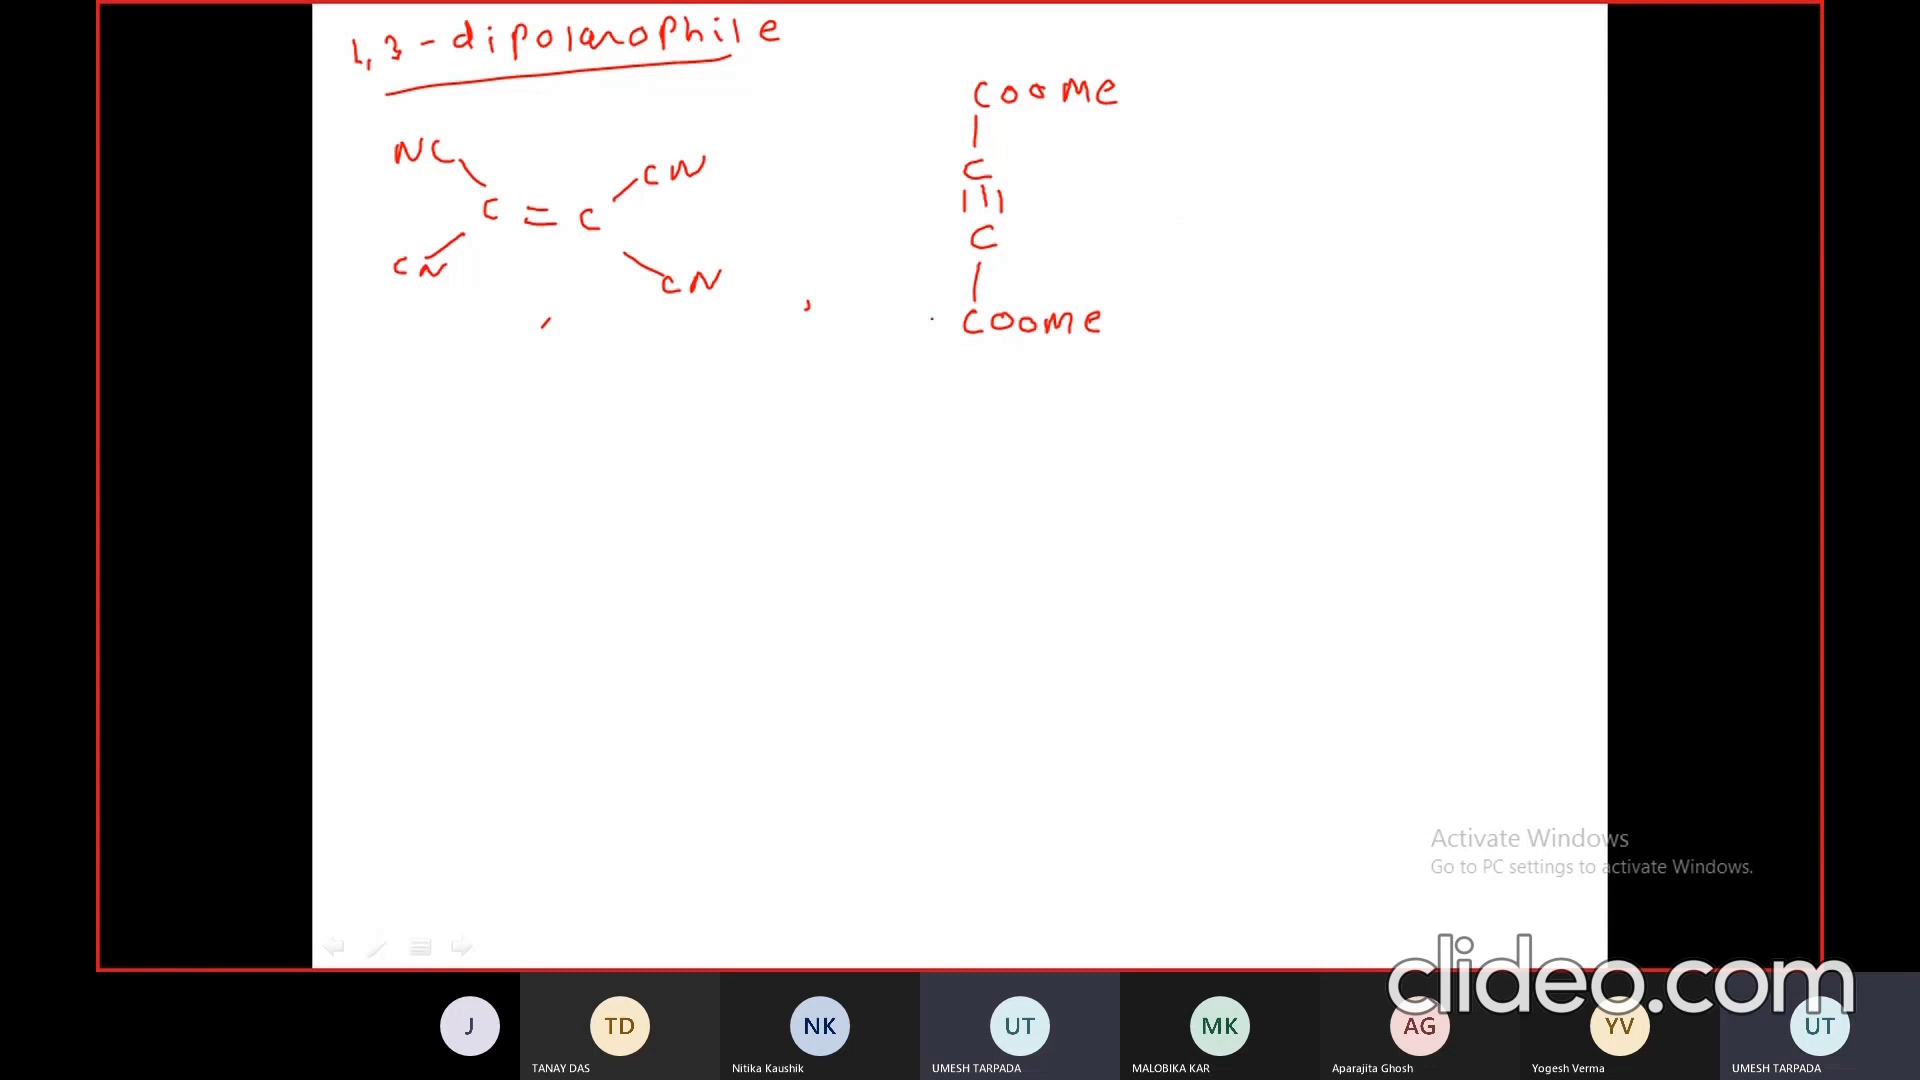 1,3-dipolarophile
NC
CN
C = C
CN
CN
,
,
COOMe
|
C
|||
C
|
COOMe
Activate Windows
Go to PC settings to activate Windows.
clideo.com
J
TD
NK
UT
MK
AG
YV
UT
TANAY DAS
Nitika Kaushik
UMESH TARPADA
MALOBIKA KAR
Aparajita Ghosh
Yogesh Verma
UMESH TARPADA